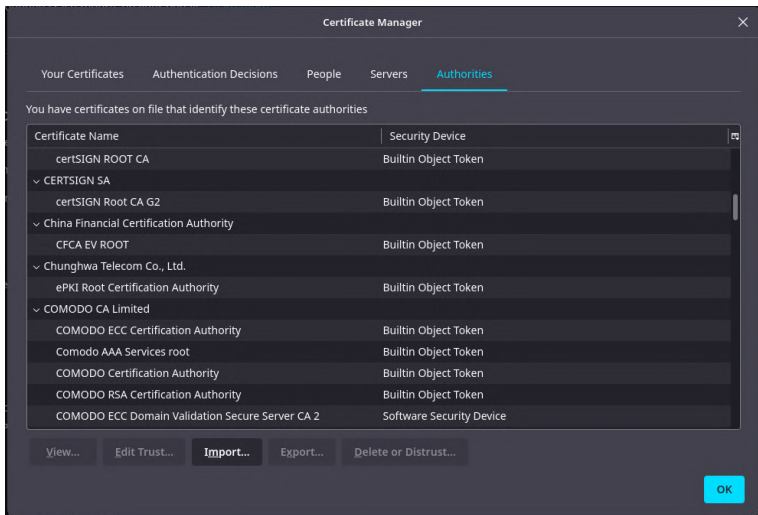 Certificate Manager
Your Certificates Authentication Decisions People Servers Authorities
You have certificates on file that identify these certificate authorities
Certificate Name Security Device
certSIGN ROOT CA Builtin Object Token
CERTSIGN SA
certSIGN Root CA G2 Builtin Object Token
China Financial Certification Authority
CFCA EV ROOT Builtin Object Token
Chunghwa Telecom Co., Ltd.
ePKI Root Certification Authority Builtin Object Token
COMODO CA Limited
COMODO ECC Certification Authority Builtin Object Token
Comodo AAA Services root Builtin Object Token
COMODO Certification Authority Builtin Object Token
COMODO RSA Certification Authority Builtin Object Token
COMODO ECC Domain Validation Secure Server CA 2 Software Security Device
View... Edit Trust... Import... Export... Delete or Distrust...
OK